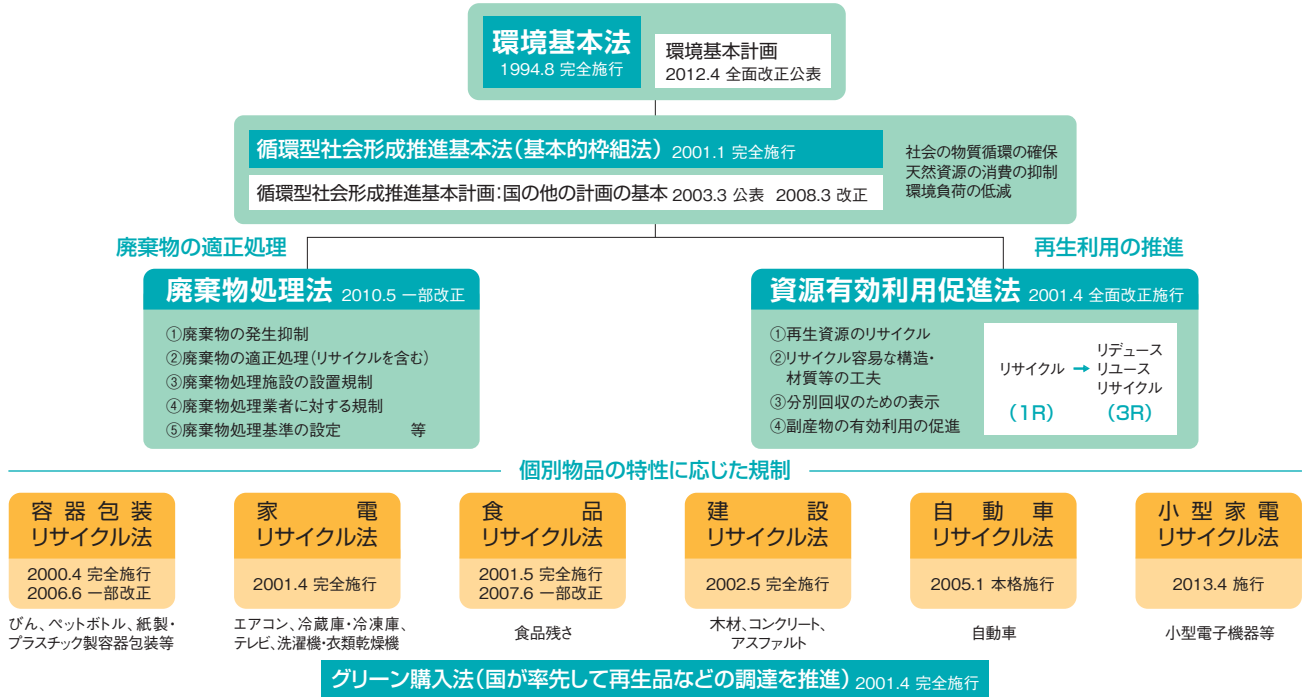 環境基本法
1994.8 完全施行
環境基本計画
2012.4 全面改正公表
循環型社会形成推進基本法(基本的枠組法) 2001.1 完全施行
循環型社会形成推進基本計画:国の他の計画の基本 2003.3 公表 2008.3 改正
社会の物質循環の確保
天然資源の消費の抑制
環境負荷の低減
廃棄物の適正処理
廃棄物処理法 2010.5 一部改正
①廃棄物の発生抑制
②廃棄物の適正処理(リサイクルを含む)
③廃棄物処理施設の設置規制
④廃棄物処理業者に対する規制
⑤廃棄物処理基準の設定 等
再生利用の推進
資源有効利用促進法 2001.4 全面改正施行
①再生資源のリサイクル
②リサイクル容易な構造・
材質等の工夫
③分別回収のための表示
④副産物の有効利用の促進
リサイクル → リデュース
リユース
リサイクル
(1R) (3R)
個別物品の特性に応じた規制
容器包装
リサイクル法
2000.4 完全施行
2006.6 一部改正
びん、ペットボトル、紙製・
プラスチック製容器包装等
家電
リサイクル法
2001.4 完全施行
エアコン、冷蔵庫・冷凍庫、
テレビ、洗濯機・衣類乾燥機
食品
リサイクル法
2001.5 完全施行
2007.6 一部改正
食品残さ
建設
リサイクル法
2002.5 完全施行
木材、コンクリート、
アスファルト
自動車
リサイクル法
2005.1 本格施行
自動車
小型家電
リサイクル法
2013.4 施行
小型電子機器等
グリーン購入法(国が率先して再生品などの調達を推進) 2001.4 完全施行